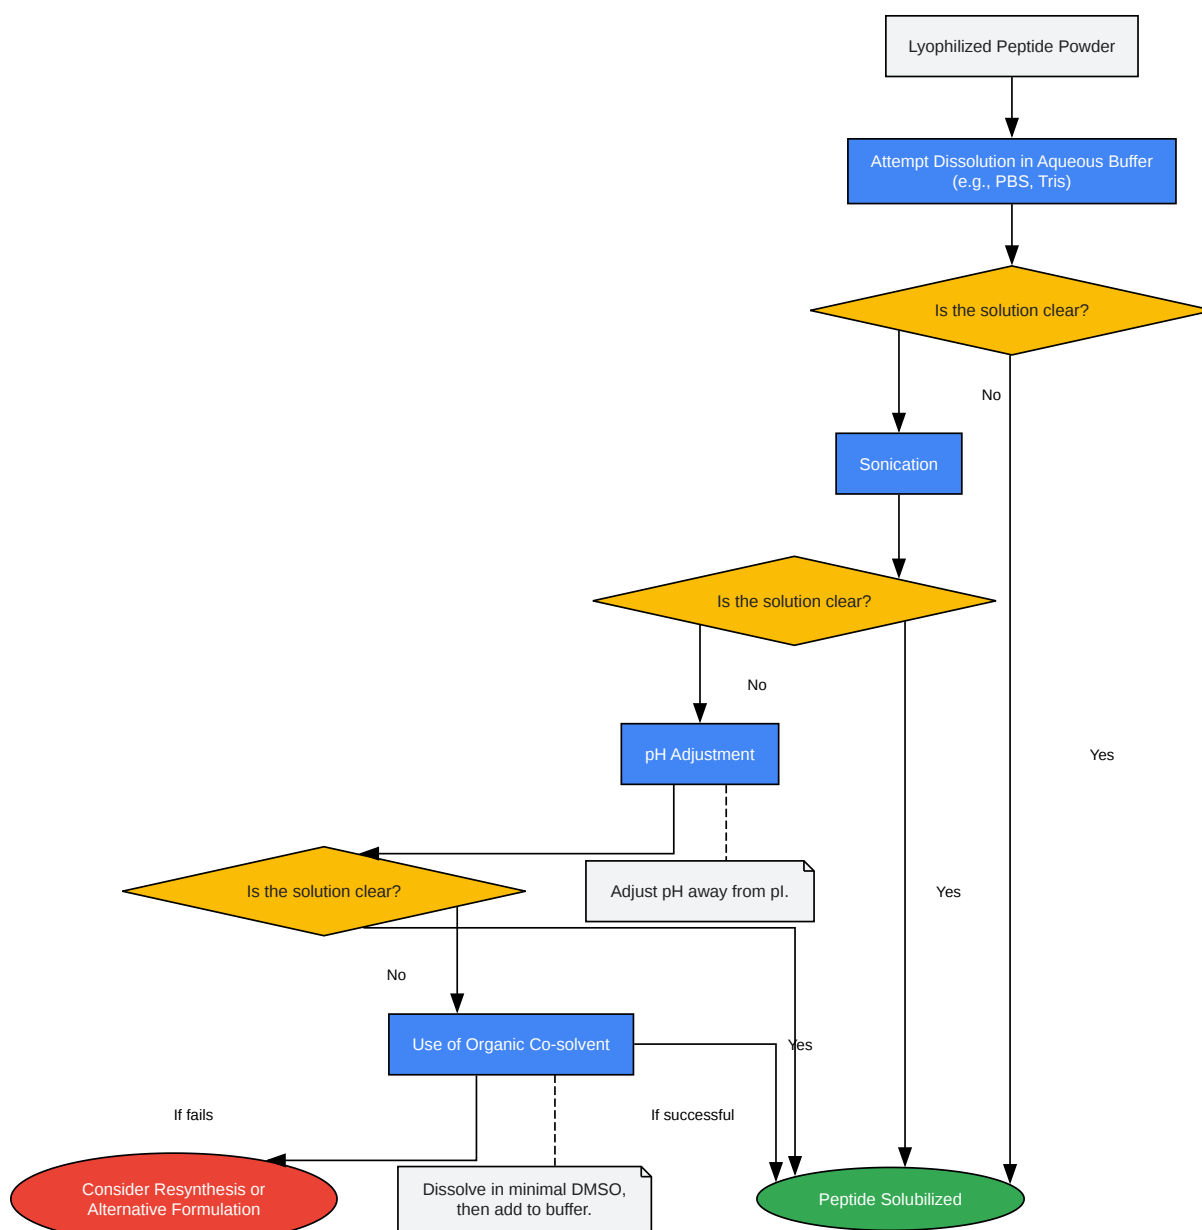 Lyophilized Peptide Powder
Attempt Dissolution in Aqueous Buffer
(e.g., PBS, Tris)
Is the solution clear?
No
Sonication
Is the solution clear?
No
pH Adjustment
Yes
Is the solution clear?
Adjust pH away from pI.
Yes
No
Use of Organic Co-solvent
Yes
If fails
If successful
Consider Resynthesis or
Alternative Formulation
Dissolve in minimal DMSO,
then add to buffer.
Peptide Solubilized